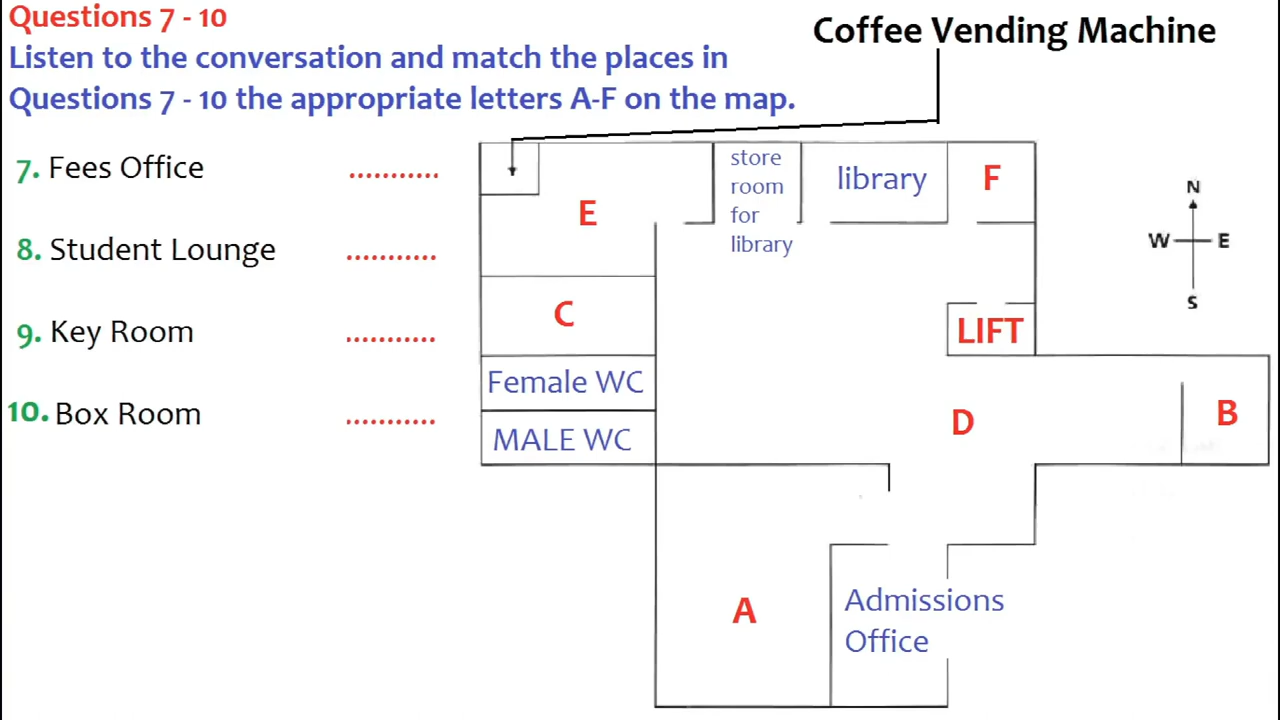 Questions 7 - 10
Listen to the conversation and match the places in
Questions 7 - 10 the appropriate letters A-F on the map.
Coffee Vending Machine
7. Fees Office ...........
8. Student Lounge ...........
9. Key Room ...........
10. Box Room ...........
E
store
room
for
library
library
F
C
LIFT
Female WC
MALE WC
D
B
A
Admissions
Office
N
W E
S